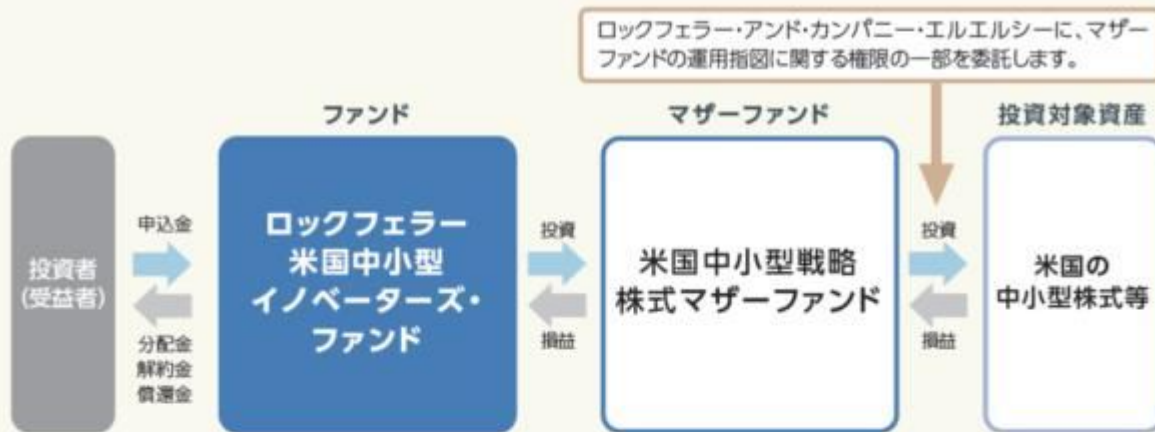 ロックフェラー・アンド・カンパニー・エルエルシーに、マザー
ファンドの運用指図に関する権限の一部を委託します。
ファンド
マザーファンド
投資対象資産
投資者
(受益者)
申込金
分配金
解約金
償還金
ロックフェラー
米国中小型
イノベーターズ・
ファンド
投資
損益
米国中小型戦略
株式マザーファンド
投資
損益
米国の
中小型株式等